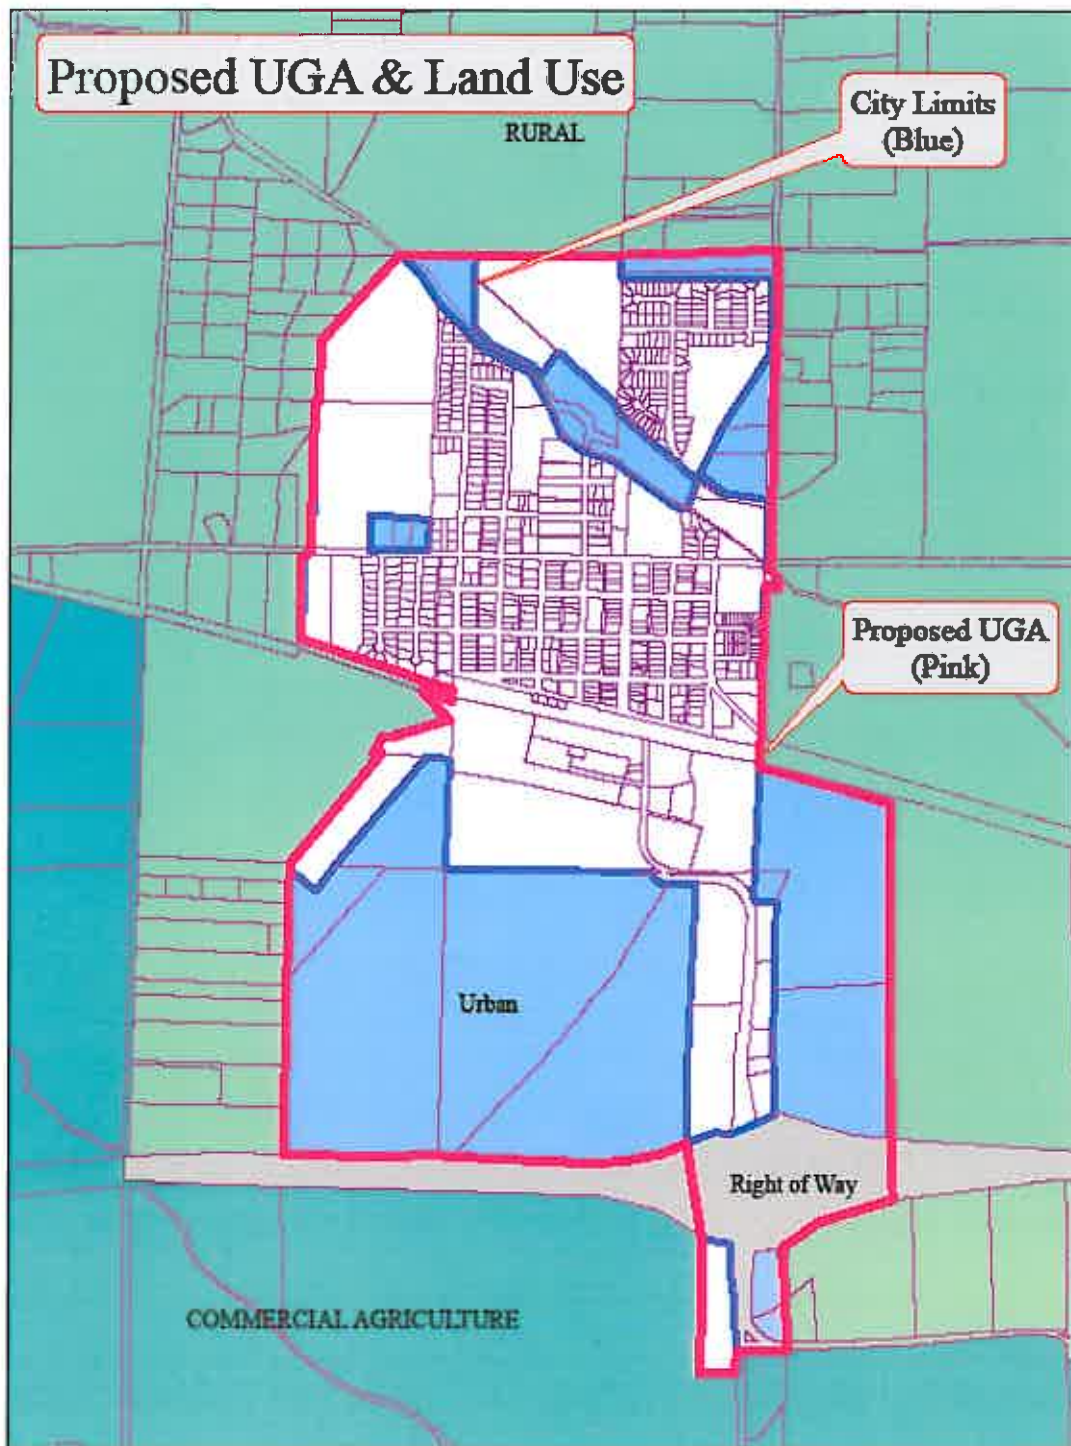 Proposed UGA & Land Use
RURAL
City Limits
(Blue)
Proposed UGA
(Pink)
Urban
Right of Way
COMMERCIAL AGRICULTURE